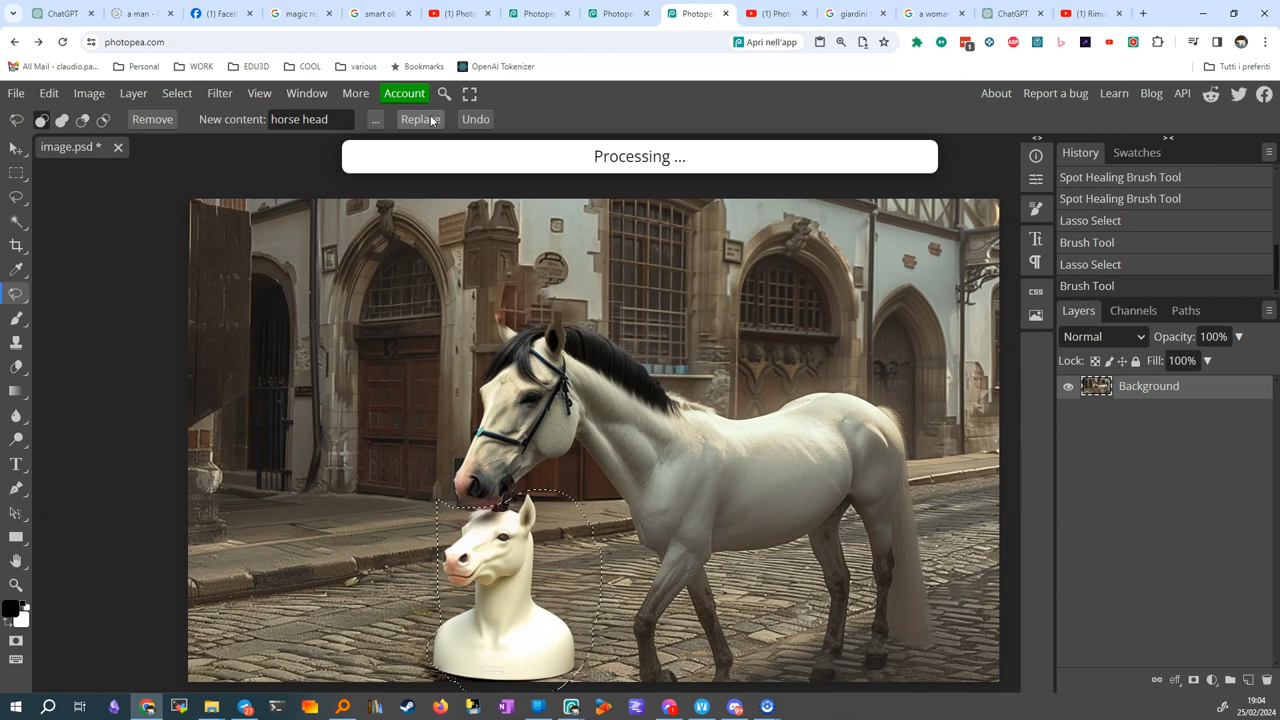 ChatGPT
a man - l
(1) Faceb
magic re
smart ob
(1) Photo
Photope
Photope
Photope
(1) Photo
giardini r
a woma
ChatGPT
(1) Rimu
photopea.com
Apri nell'app
All Mail - claudio.pa...
Personal
WORK
EDU3D
COOL
various
Bookmarks
OpenAI Tokenizer
Tutti i preferiti
File Edit Image Layer Select Filter View Window More Account
About Report a bug Learn Blog API
Remove New content: horse head ... Replace Undo
image.psd *
Processing ...
History Swatches
Spot Healing Brush Tool
Spot Healing Brush Tool
Lasso Select
Brush Tool
Lasso Select
Brush Tool
Layers Channels Paths
Normal Opacity: 100%
Lock: Fill: 100%
Background
CSS
eff
19:04
25/02/2024